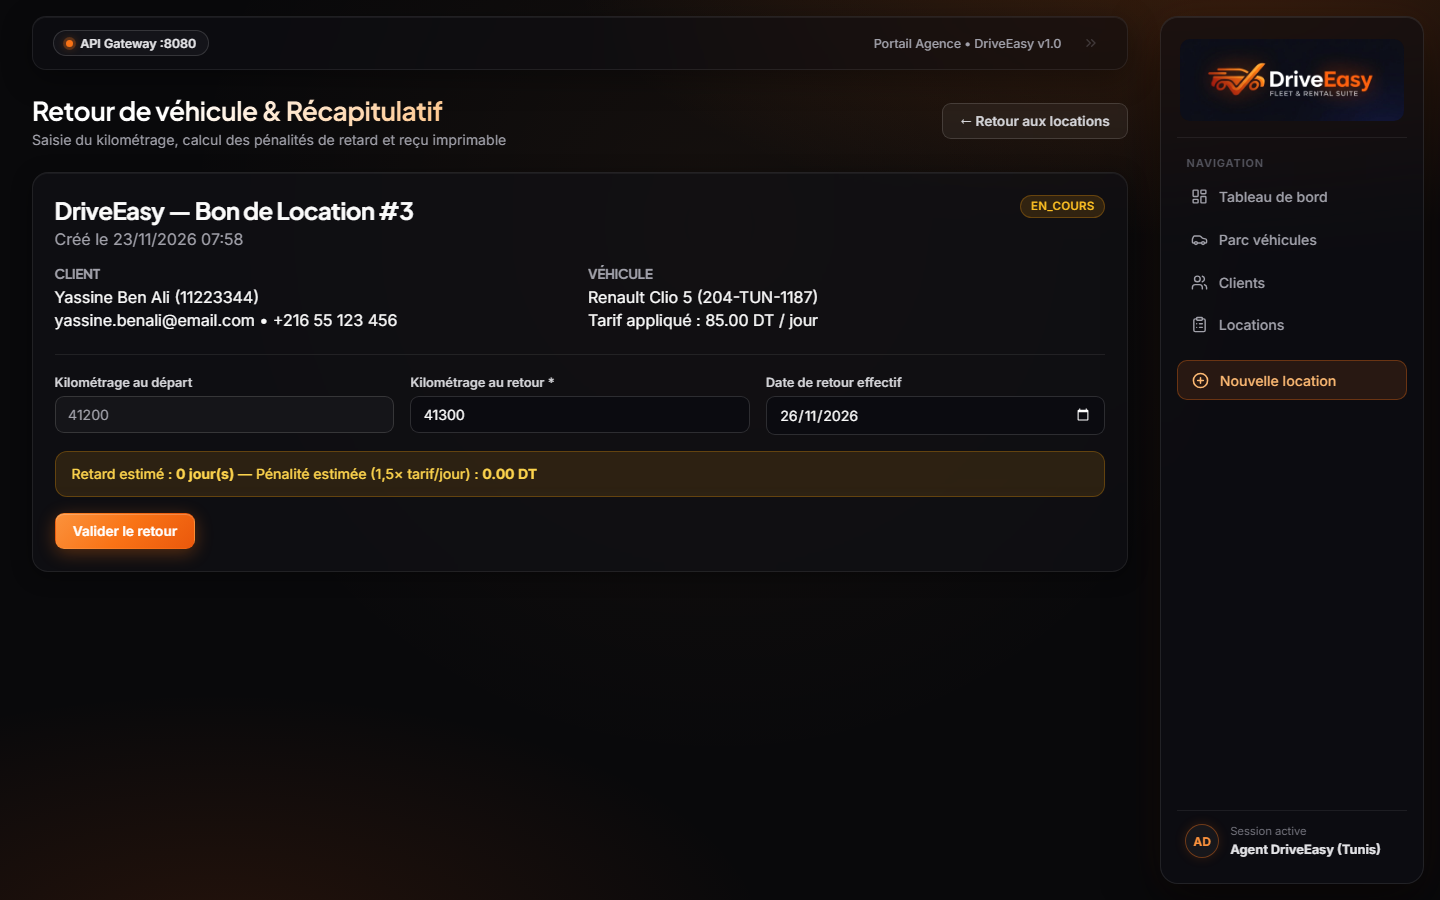 API Gateway :8080
Portail Agence • DriveEasy v1.0 »
Retour de véhicule & Récapitulatif
Saisie du kilométrage, calcul des pénalités de retard et reçu imprimable
← Retour aux locations
DriveEasy — Bon de Location #3
EN_COURS
Créé le 23/11/2026 07:58
CLIENT
Yassine Ben Ali (11223344)
yassine.benali@email.com • +216 55 123 456
VÉHICULE
Renault Clio 5 (204-TUN-1187)
Tarif appliqué : 85.00 DT / jour
Kilométrage au départ
41200
Kilométrage au retour *
41300
Date de retour effectif
26/11/2026
Retard estimé : 0 jour(s) — Pénalité estimée (1,5× tarif/jour) : 0.00 DT
Valider le retour
DriveEasy
FLEET & RENTAL SUITE
NAVIGATION
Tableau de bord
Parc véhicules
Clients
Locations
Nouvelle location
AD
Session active
Agent DriveEasy (Tunis)